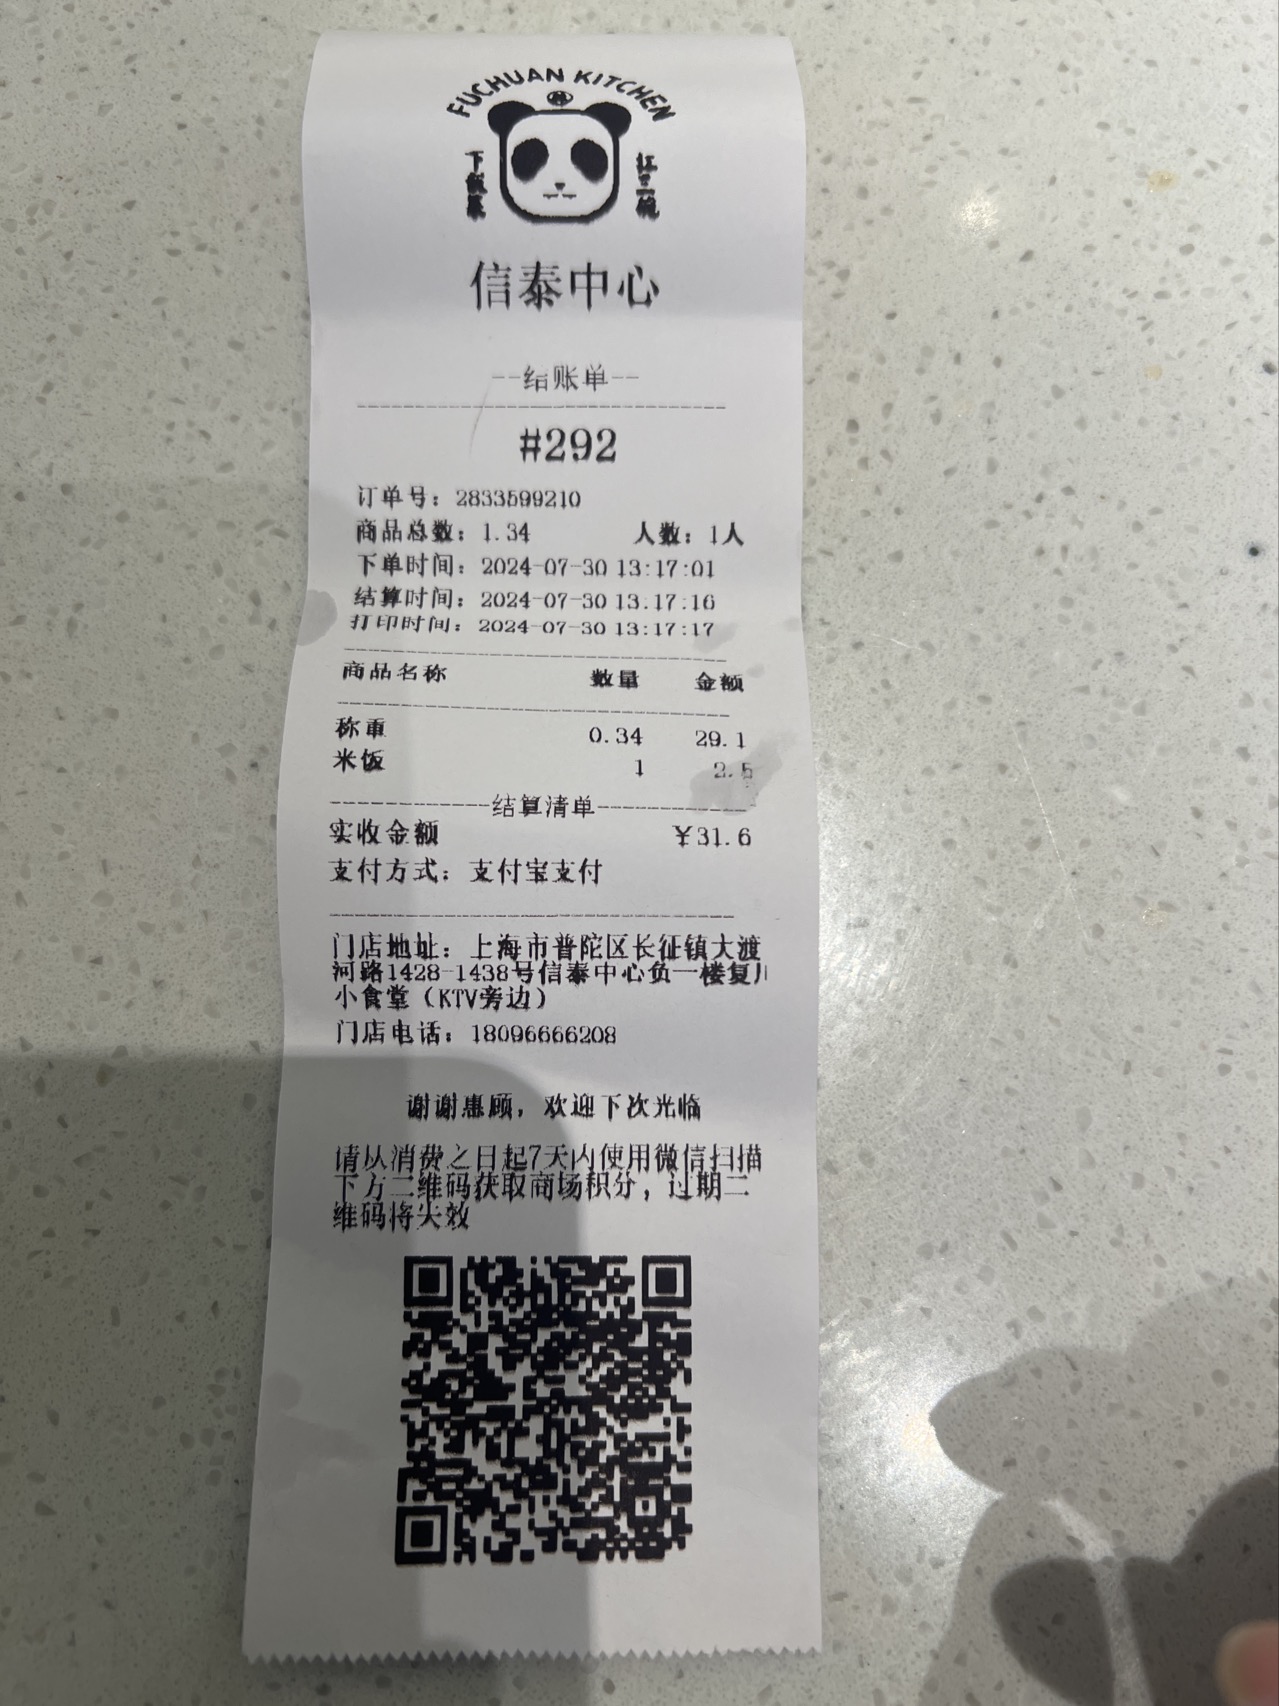 FUCHUAN KITCHEN
下饭菜
扛三碗
信泰中心
--结账单--
#292
订单号：2833599210
商品总数：1.34 人数：1人
下单时间：2024-07-30 13:17:01
结算时间：2024-07-30 13:17:16
打印时间：2024-07-30 13:17:17
商品名称 数量 金额
称重 0.34 29.1
米饭 1 2.5
结算清单
实收金额 ￥31.6
支付方式：支付宝支付
门店地址：上海市普陀区长征镇大渡
河路1428-1438号信泰中心负一楼复川
小食堂（KTV旁边）
门店电话：18096666208
谢谢惠顾，欢迎下次光临
请从消费之日起7天内使用微信扫描
下方二维码获取商场积分，过期二
维码将失效